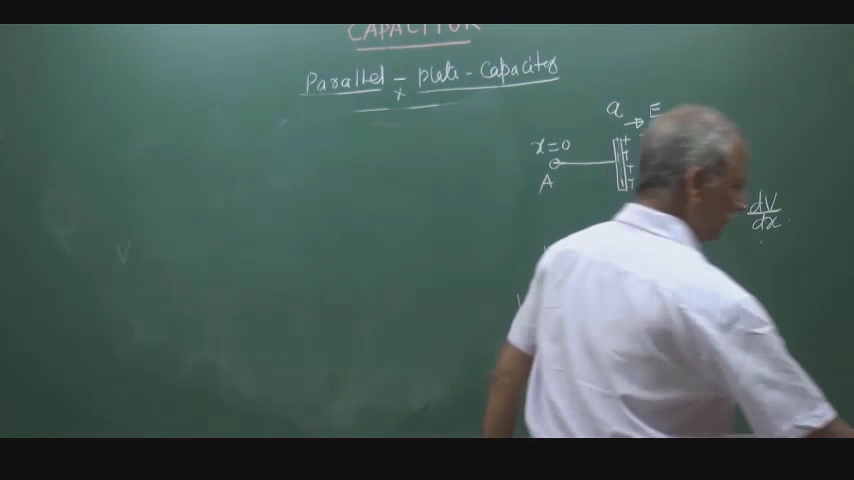 CAPACITOR
Parallel - Plate - Capacitor
Q → E
x = 0
A
+
+
+
+
dV
dx
V